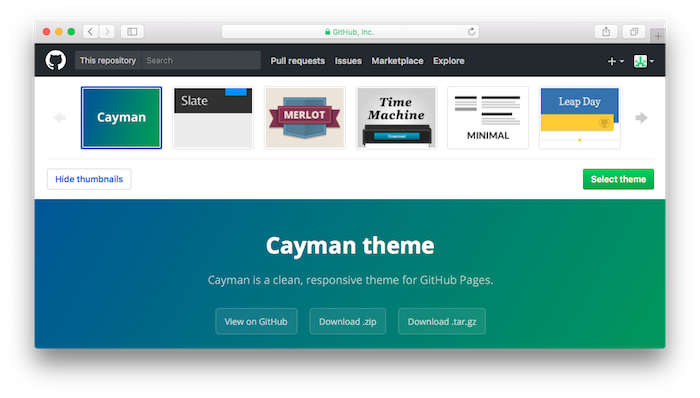 GitHub, Inc.
This repository Search Pull requests Issues Marketplace Explore
Cayman
Slate
MERLOT
Time
Machine
Download
MINIMAL
Leap Day
Hide thumbnails
Select theme
Cayman theme
Cayman is a clean, responsive theme for GitHub Pages.
View on GitHub Download .zip Download .tar.gz